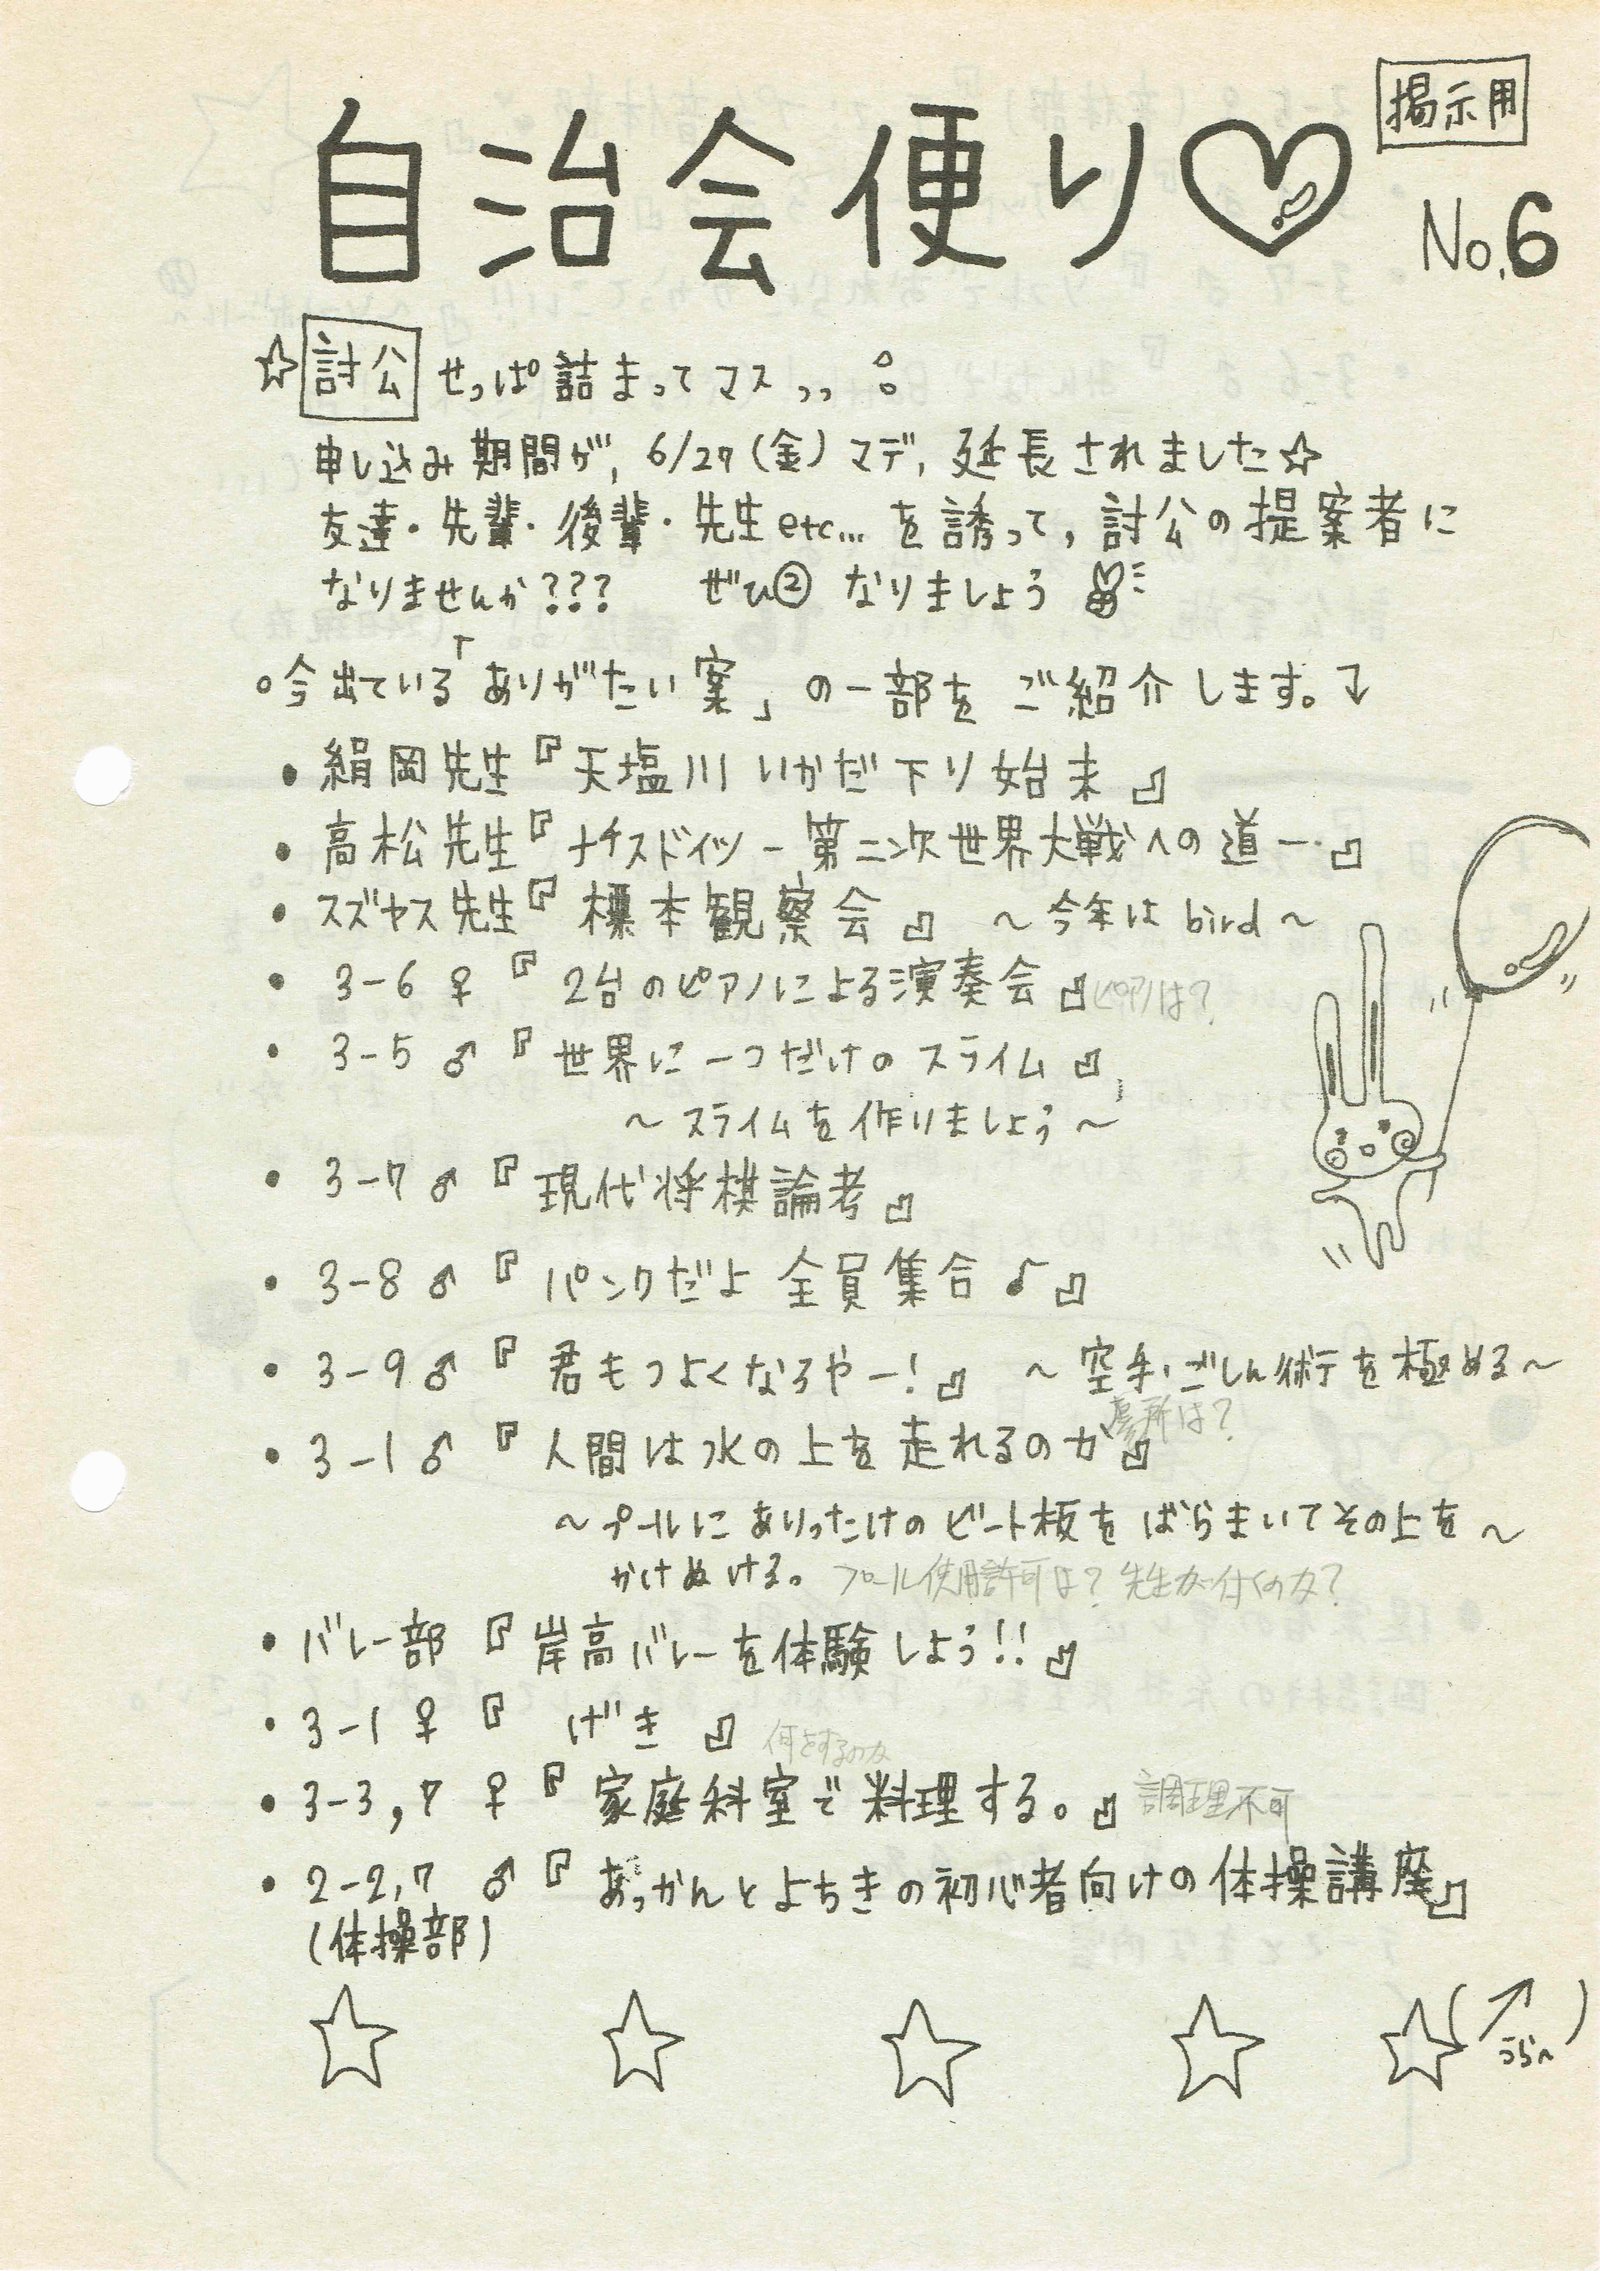 掲示用
自治会便り♡
No.6
☆討公 せっぱ詰まってマスっっ
申し込み期間が, 6/27(金)マデ, 延長されました☆
友達・先輩・後輩・先生etc...を誘って, 討公の提案者に
なりませんか??? ぜひ② なりましょう
○今出ている「ありがたい案」の一部をご紹介します。↓
・絹岡先生『天塩川いかだ下り始末』
・高松先生『ナチスドイツ-第二次世界大戦への道-』
・スズヤス先生『標本観察会』 ~今年はbird~
・3-6♀『2台のピアノによる演奏会』ピアノは?
・3-5♂『世界に一つだけのスライム』
~スライムを作りましょう~
・3-7♂『現代将棋論考』
・3-8♂『パンクだよ 全員集合♪』
・3-9♂『君もつよくなろやー!』 ~空手・ごしん術を極める~
場所は?
・3-1♂『人間は水の上を走れるのか』
~プールにありったけのビート板をばらまいてその上を~
かけぬける。 プール使用許可は?先生が付くのか?
・バレー部『岸高バレーを体験しよう!!』
・3-1♀『げき』 何をするのか
・3-3,7♀『家庭科室で料理する。』 調理不可
・2-2,7♂『あっかんとよちきの初心者向けの体操講座』
(体操部)
☆ ☆ ☆ ☆ ☆(↗うらへ)